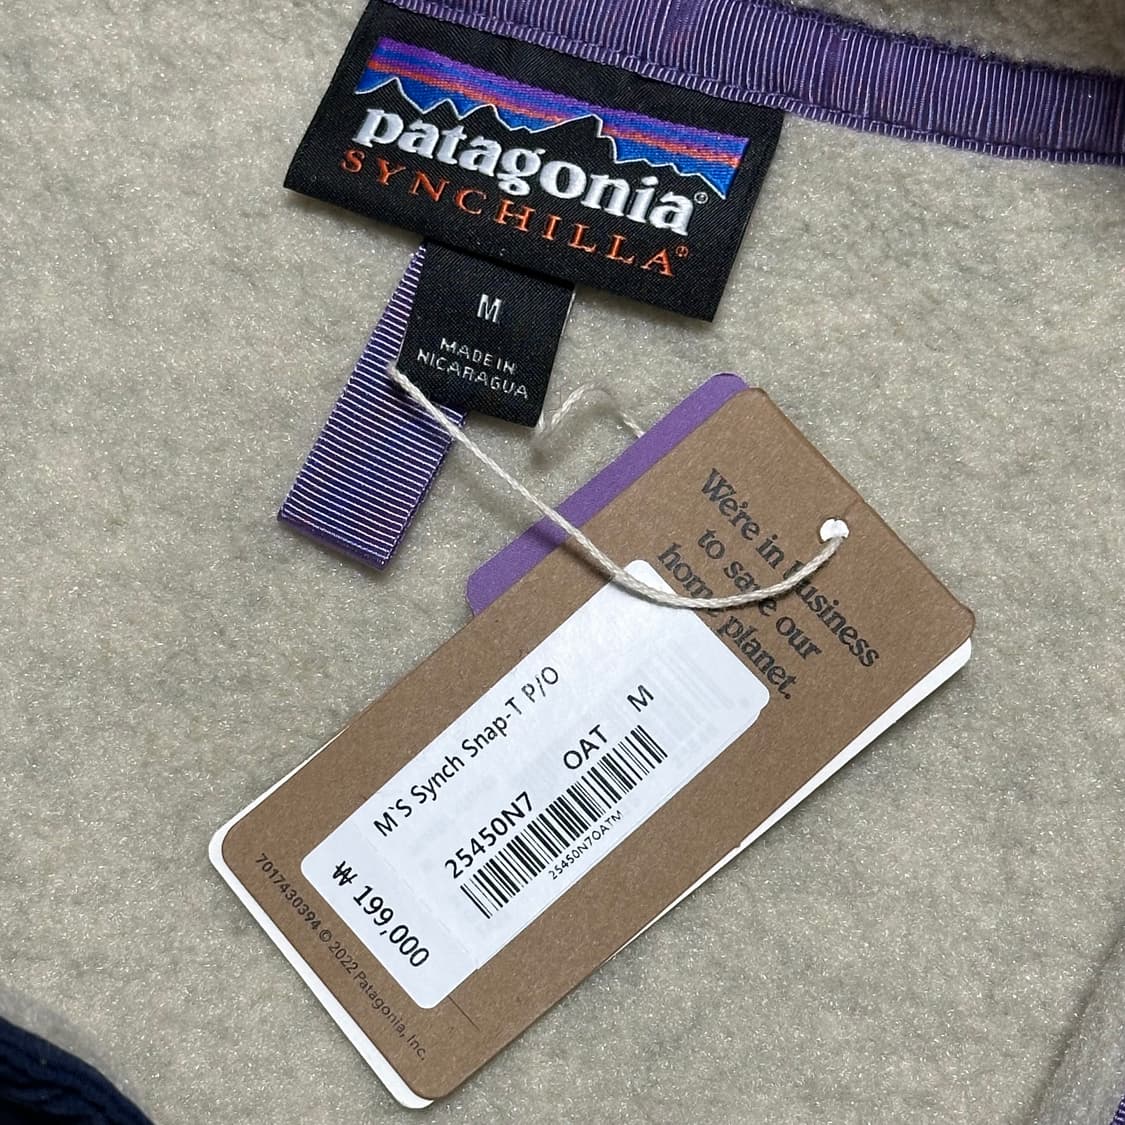 patagonia®
SYNCHILLA®
M
MADE IN
NICARAGUA
We're in business
to save our
home planet.
M`S Synch Snap-T P/O
25450N7 OAT M
25450N7OATM
₩ 199,000
7017430394 © 2022 Patagonia, Inc.